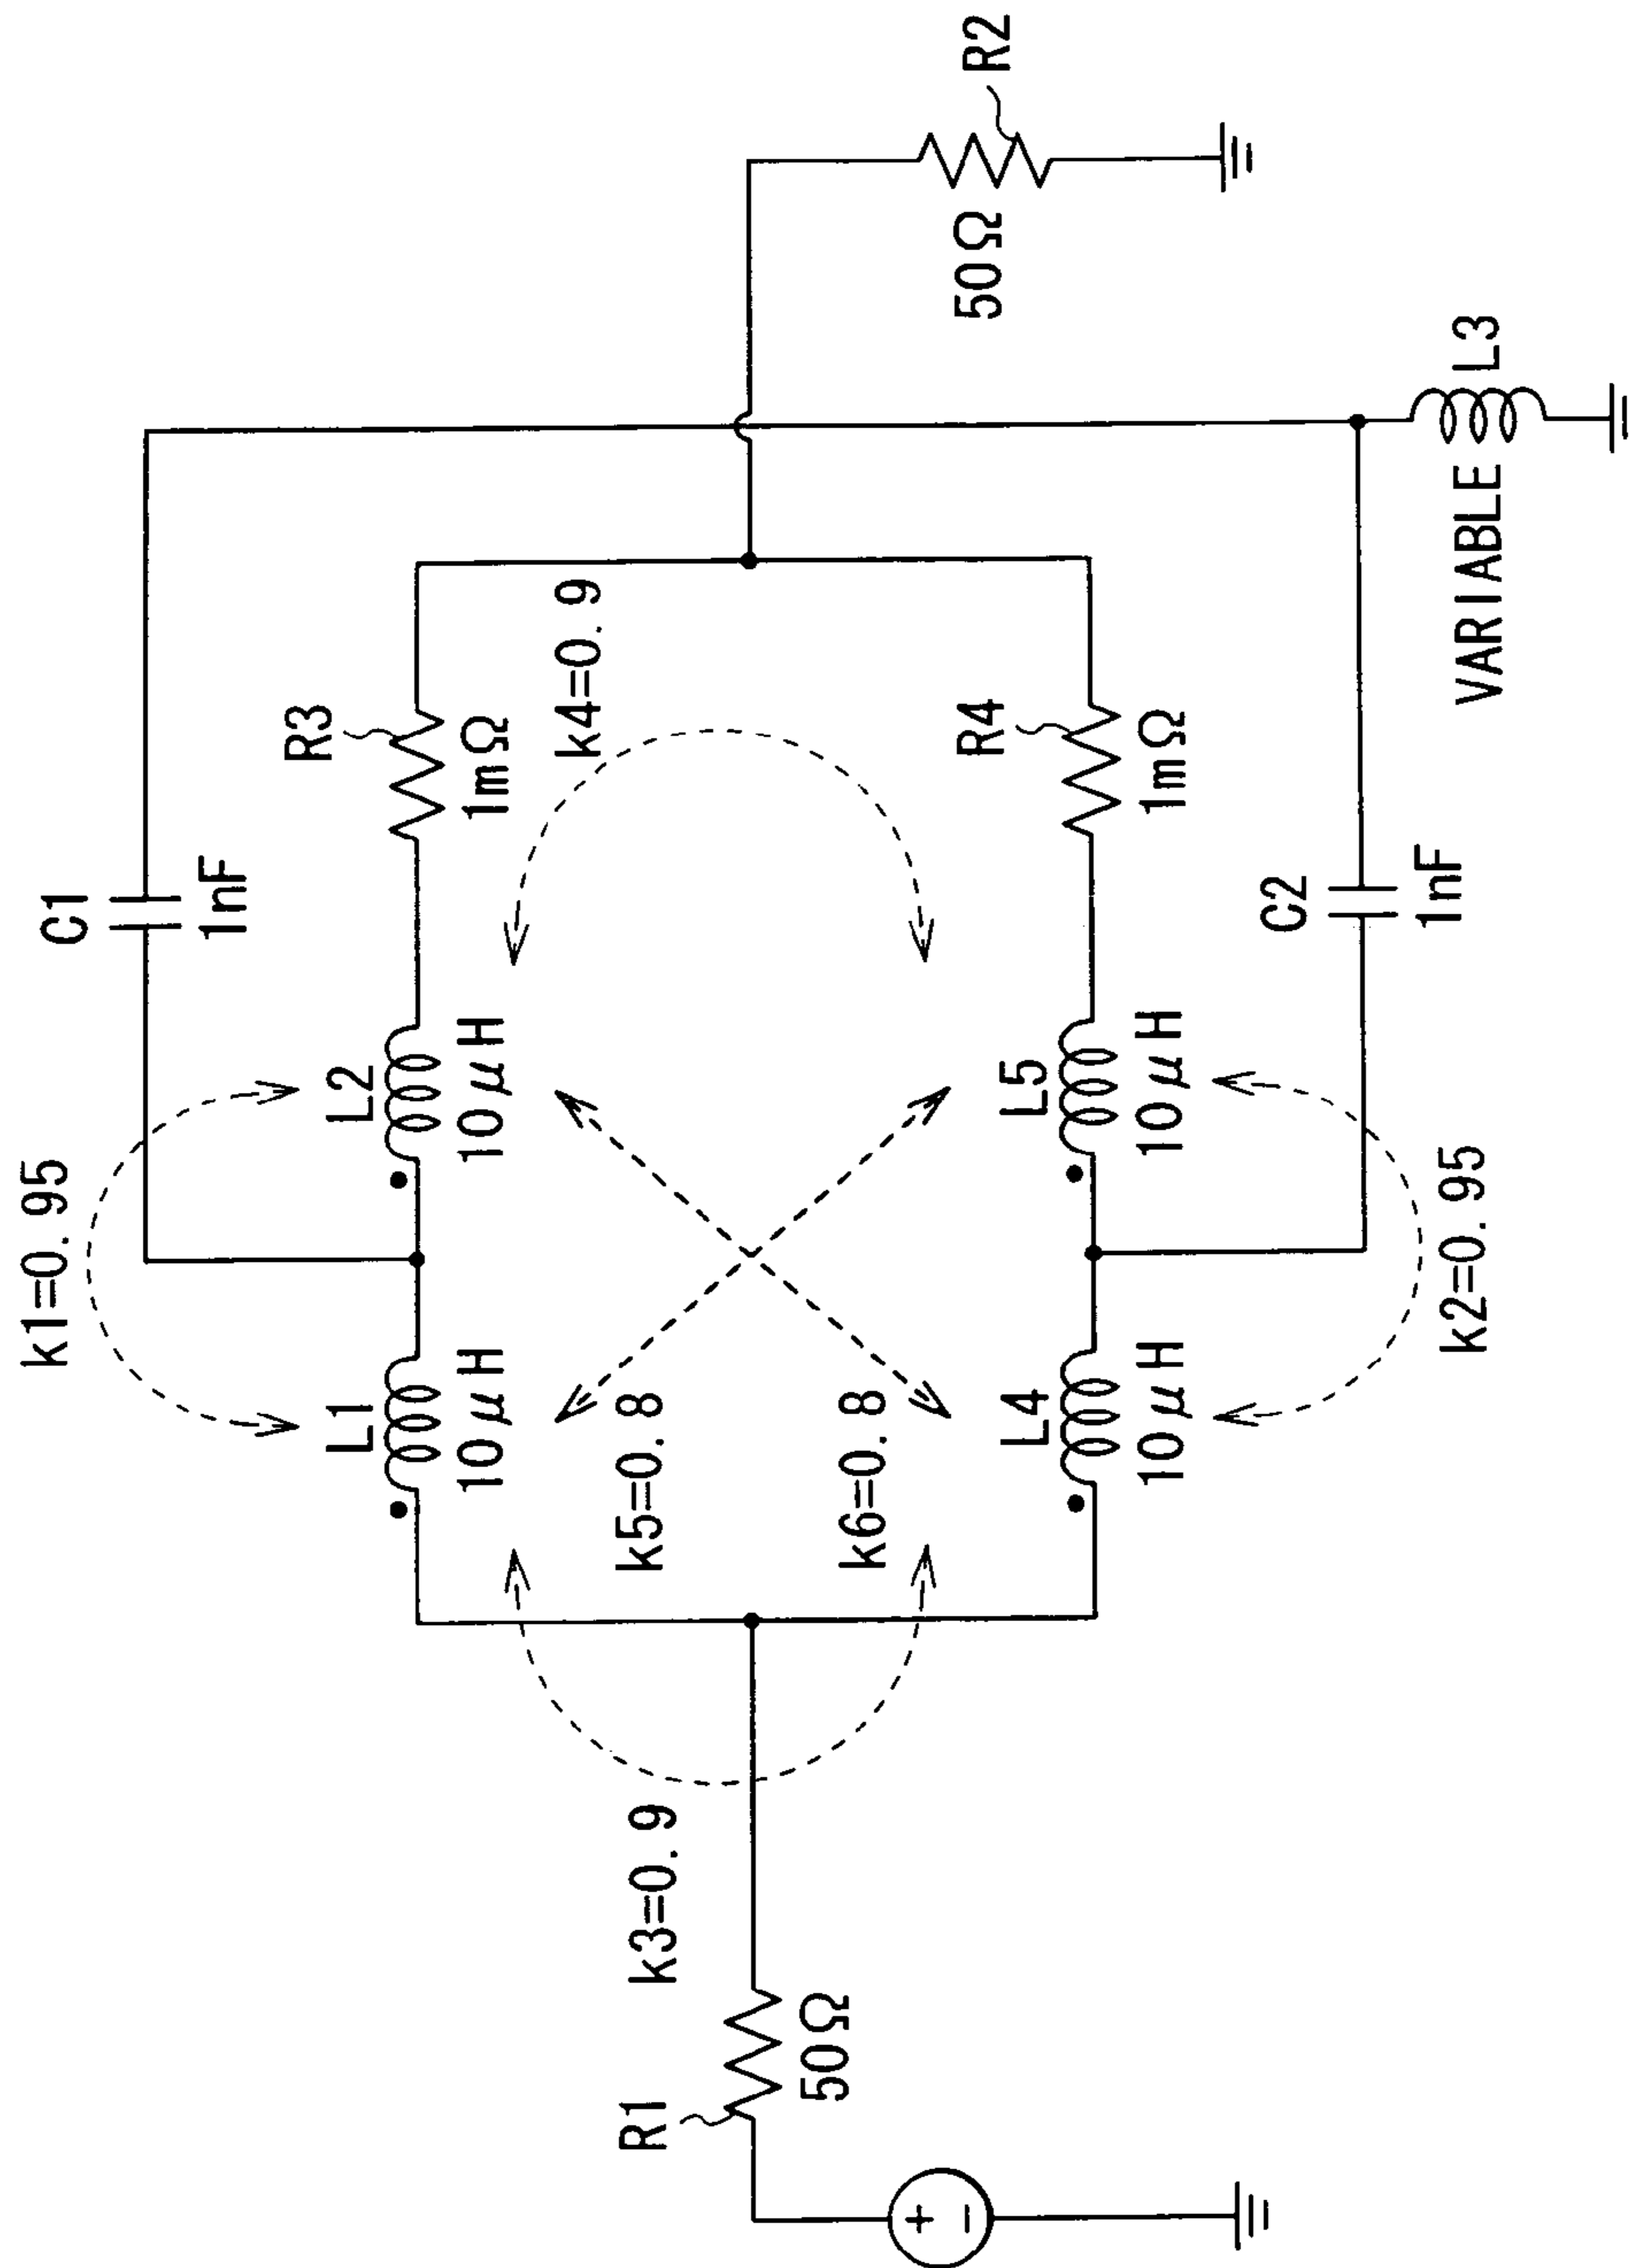 k1=0.95
C1
1nF
L1
10μH
L2
10μH
R3
1mΩ
k3=0.9
k5=0.8
k6=0.8
k4=0.9
R1
50Ω
+
−
R2
50Ω
L4
10μH
L5
10μH
R4
1mΩ
C2
1nF
k2=0.95
VARIABLE L3